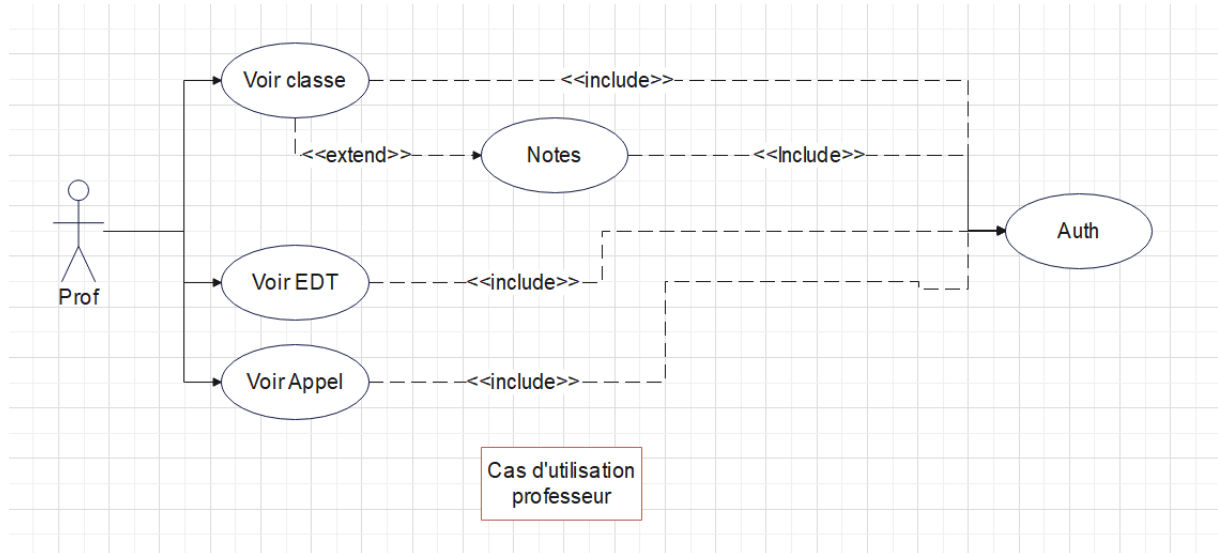 Voir classe
<<include>>
<<extend>>
Notes
<<Include>>
Auth
Prof
Voir EDT
<<include>>
Voir Appel
<<include>>
Cas d'utilisation
professeur